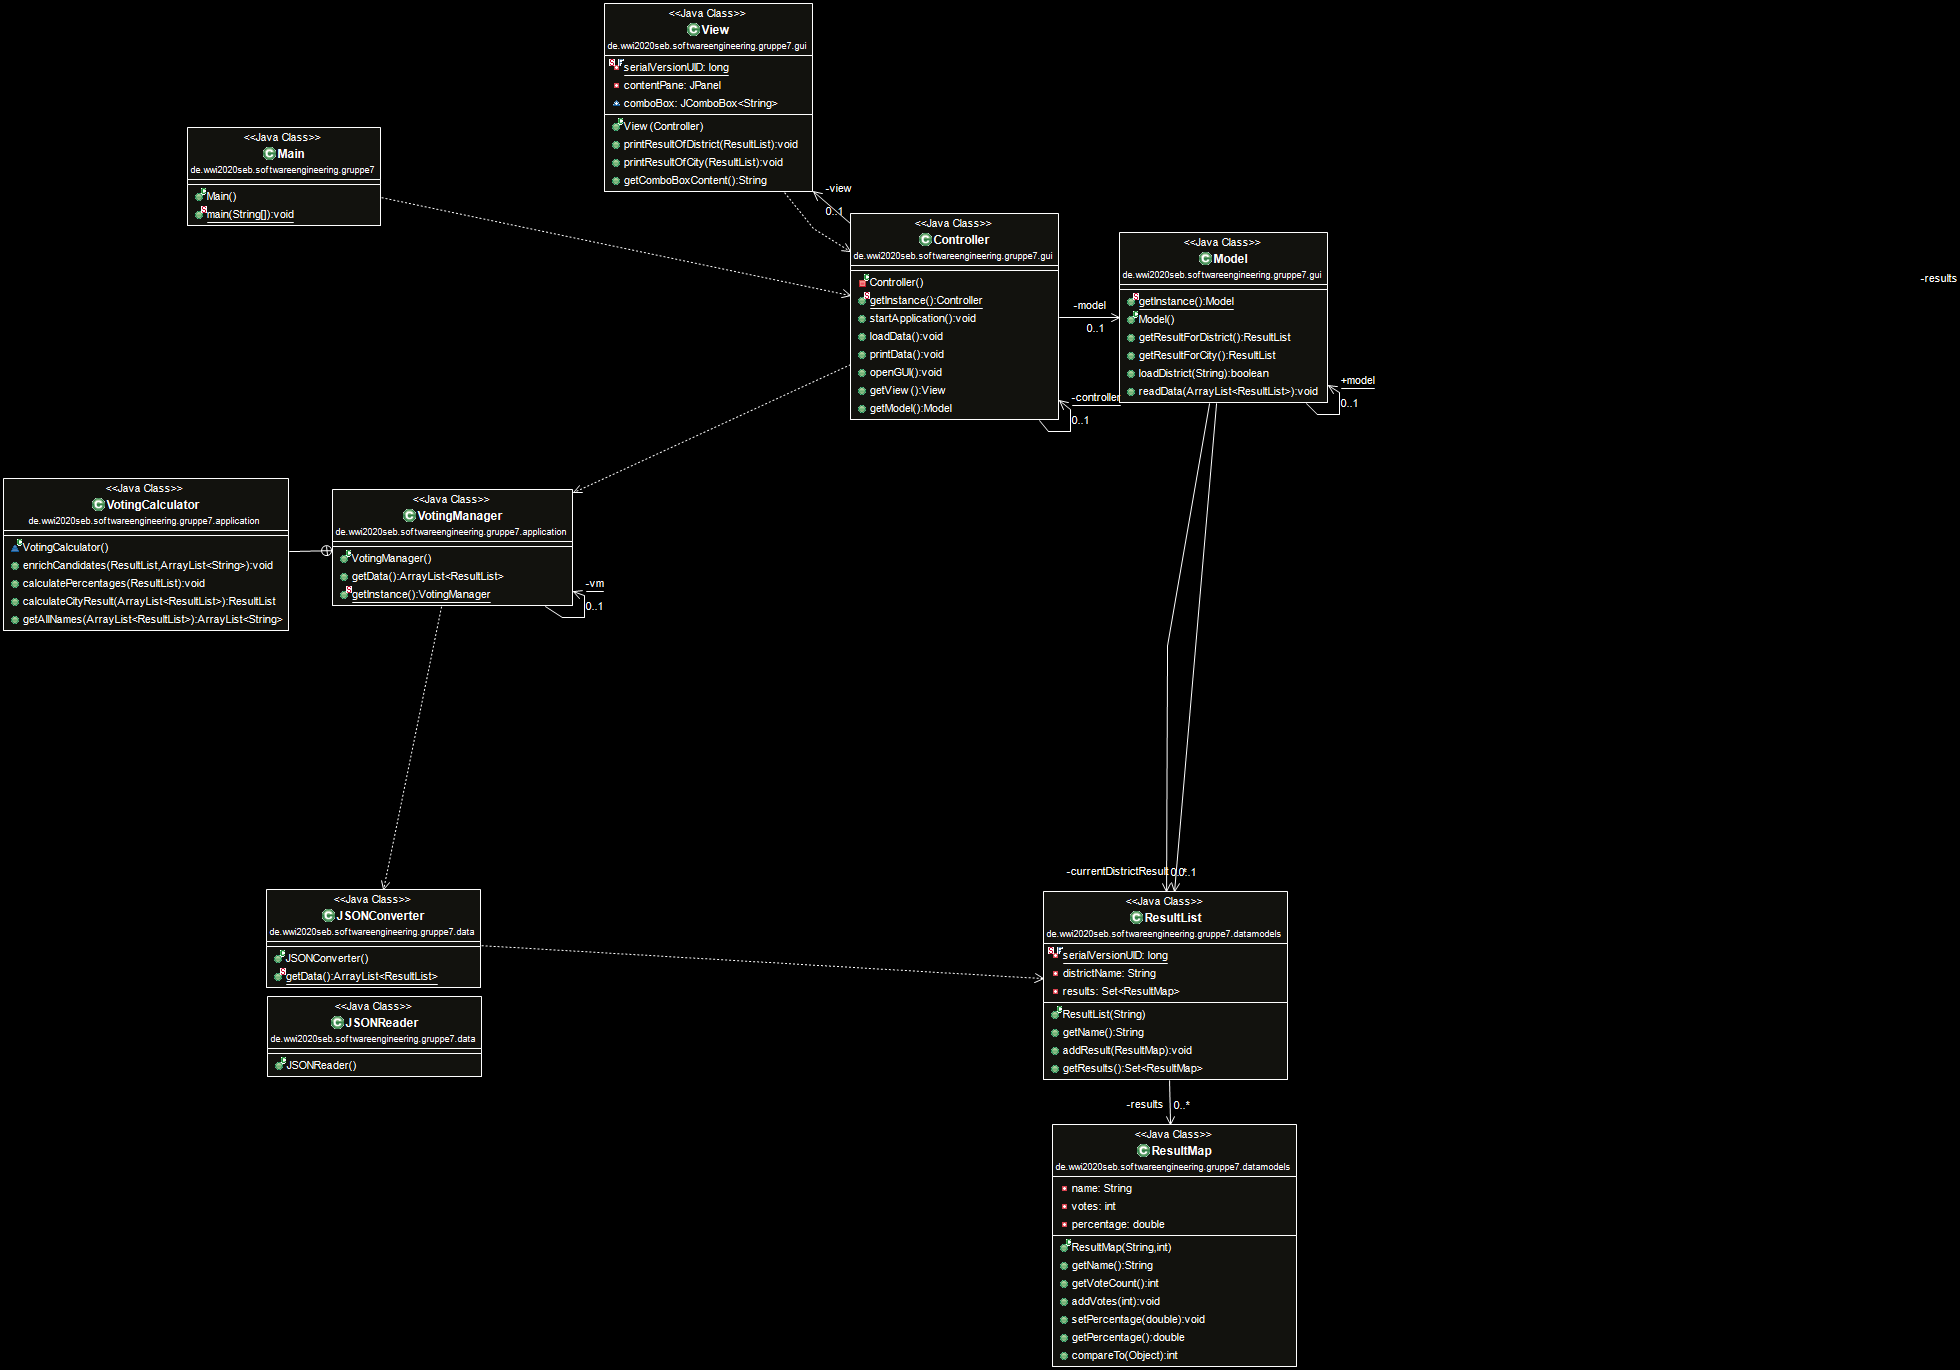 <<Java Class>>
View
de.wwi2020seb.softwareengineering.gruppe7.gui
serialVersionUID: long
contentPane: JPanel
comboBox: JComboBox<String>
View(Controller)
printResultOfDistrict(ResultList):void
printResultOfCity(ResultList):void
getComboBoxContent():String
<<Java Class>>
Main
de.wwi2020seb.softwareengineering.gruppe7
Main()
main(String[]):void
-view
0..1
<<Java Class>>
Controller
de.wwi2020seb.softwareengineering.gruppe7.gui
Controller()
getInstance():Controller
startApplication():void
loadData():void
printData():void
openGUI():void
getView():View
getModel():Model
-model
0..1
-controller
0..1
<<Java Class>>
Model
de.wwi2020seb.softwareengineering.gruppe7.gui
getInstance():Model
Model()
getResultForDistrict():ResultList
getResultForCity():ResultList
loadDistrict(String):boolean
readData(ArrayList<ResultList>):void
+model
0..1
-results
<<Java Class>>
VotingCalculator
de.wwi2020seb.softwareengineering.gruppe7.application
VotingCalculator()
enrichCandidates(ResultList,ArrayList<String>):void
calculatePercentages(ResultList):void
calculateCityResult(ArrayList<ResultList>):ResultList
getAllNames(ArrayList<ResultList>):ArrayList<String>
<<Java Class>>
VotingManager
de.wwi2020seb.softwareengineering.gruppe7.application
VotingManager()
getData():ArrayList<ResultList>
getInstance():VotingManager
-vm
0..1
<<Java Class>>
JSONConverter
de.wwi2020seb.softwareengineering.gruppe7.data
JSONConverter()
getData():ArrayList<ResultList>
<<Java Class>>
JSONReader
de.wwi2020seb.softwareengineering.gruppe7.data
JSONReader()
-currentDistrictResult
<<Java Class>>
ResultList
de.wwi2020seb.softwareengineering.gruppe7.datamodels
serialVersionUID: long
districtName: String
results: Set<ResultMap>
ResultList(String)
getName():String
addResult(ResultMap):void
getResults():Set<ResultMap>
-results
0..*
<<Java Class>>
ResultMap
de.wwi2020seb.softwareengineering.gruppe7.datamodels
name: String
votes: int
percentage: double
ResultMap(String,int)
getName():String
getVoteCount():int
addVotes(int):void
setPercentage(double):void
getPercentage():double
compareTo(Object):int